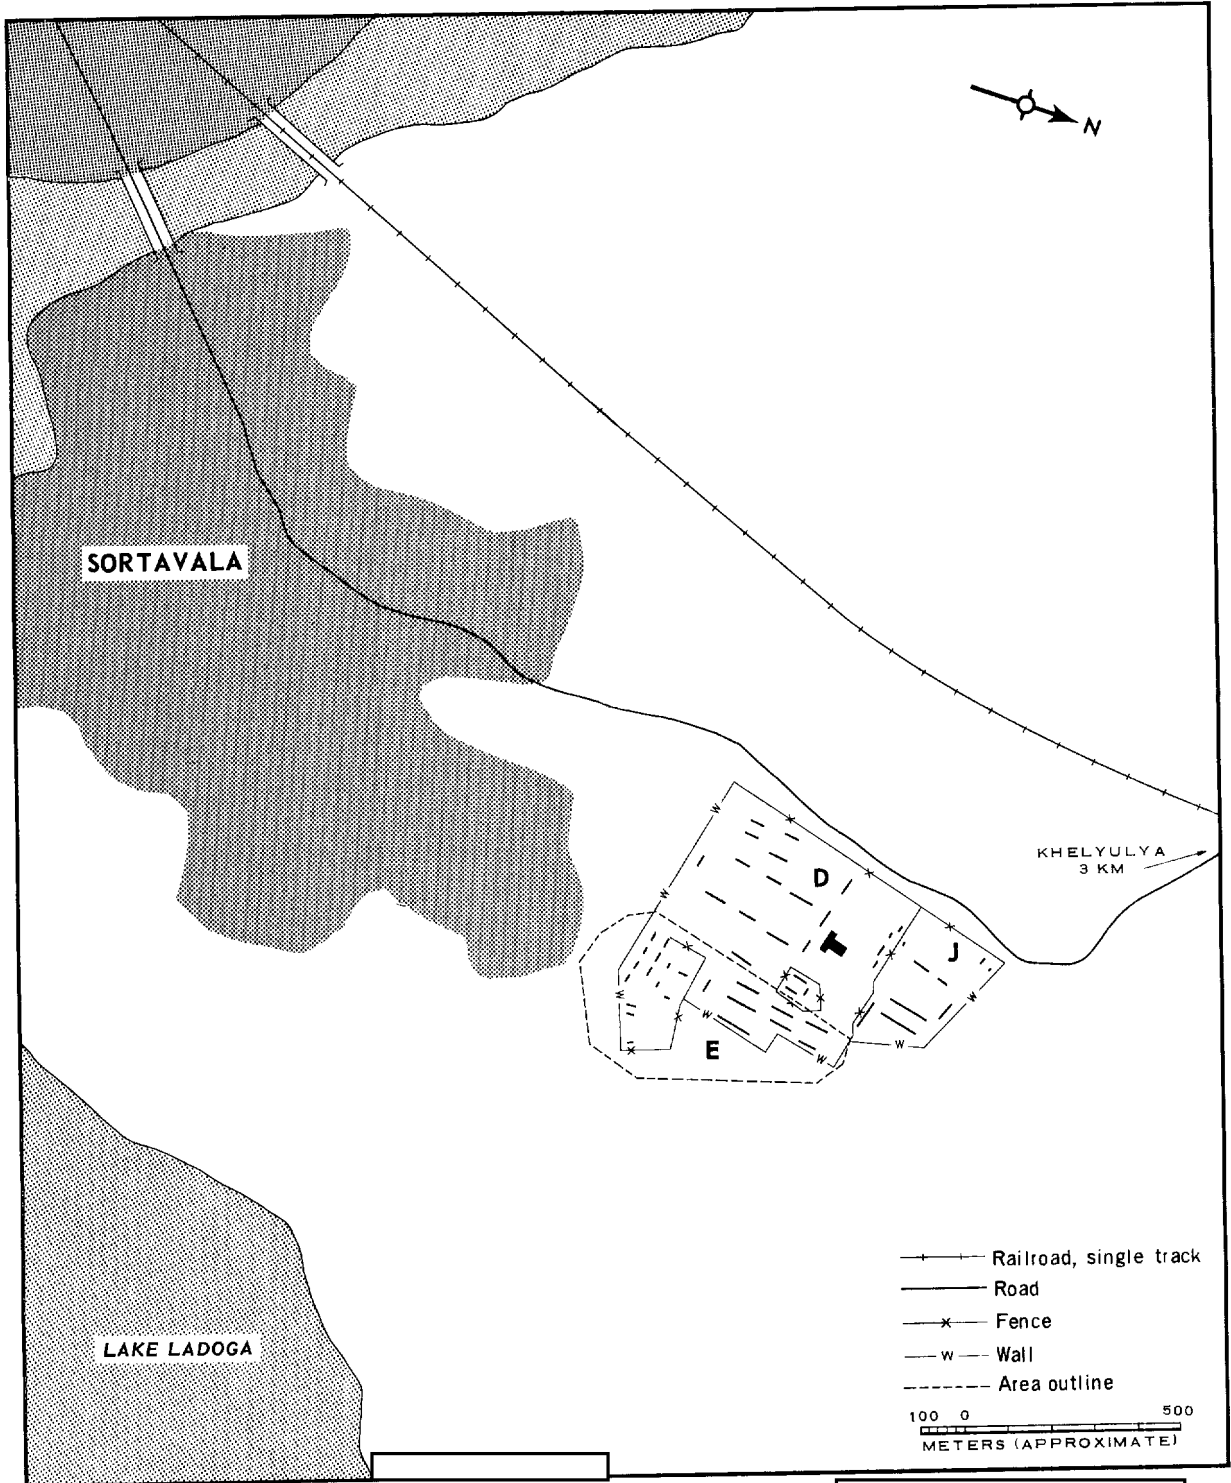 N
SORTAVALA
KHELYULYA
3 KM
W
D
W
J
W
W
W
E
W
W
Railroad, single track
Road
Fence
W Wall
Area outline
LAKE LADOGA
100 0 500
METERS (APPROXIMATE)